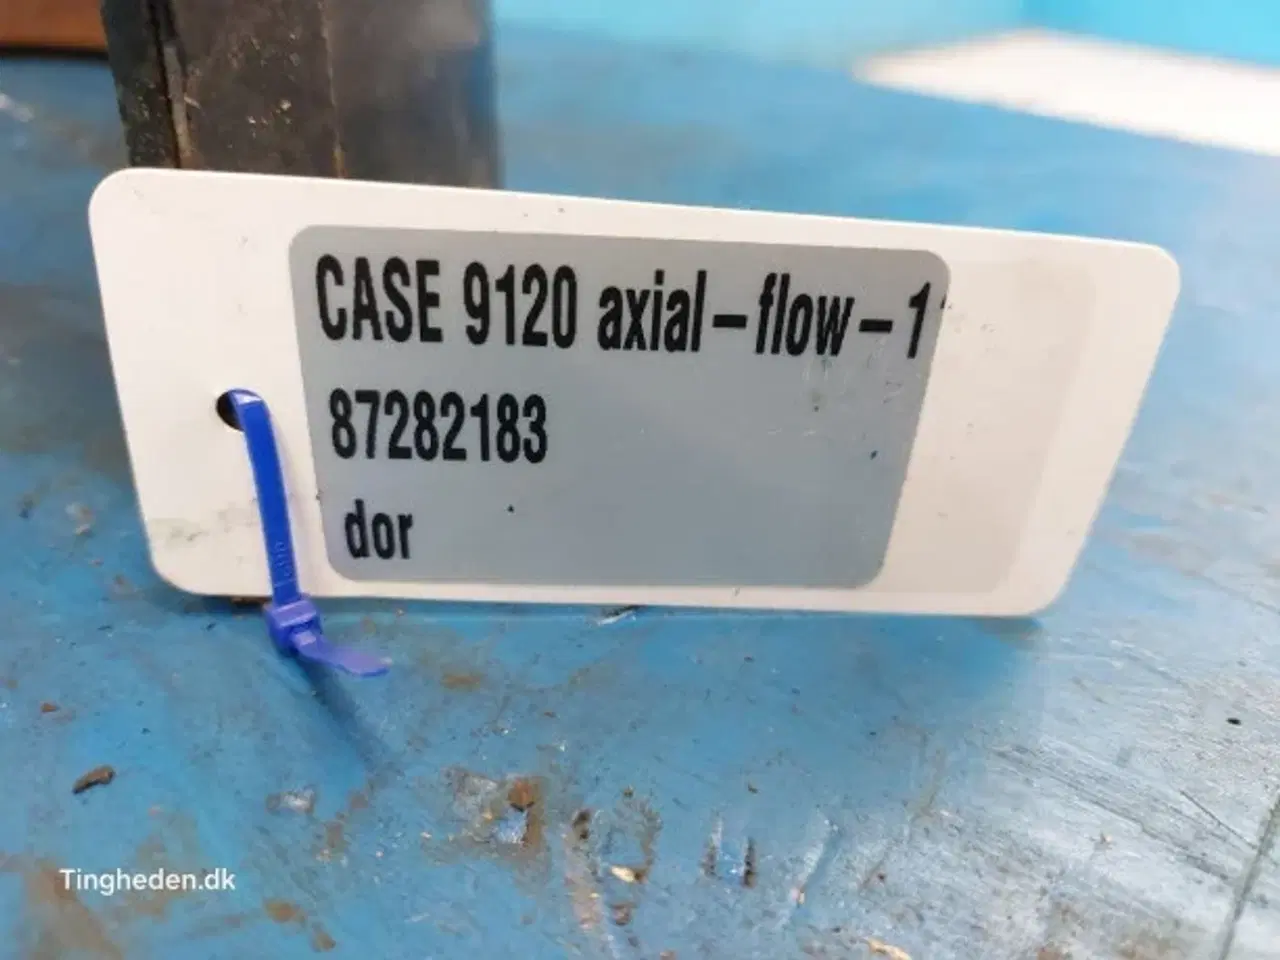 CASE 9120 axial-flow-1
87282183
dor
Tingheden.dk